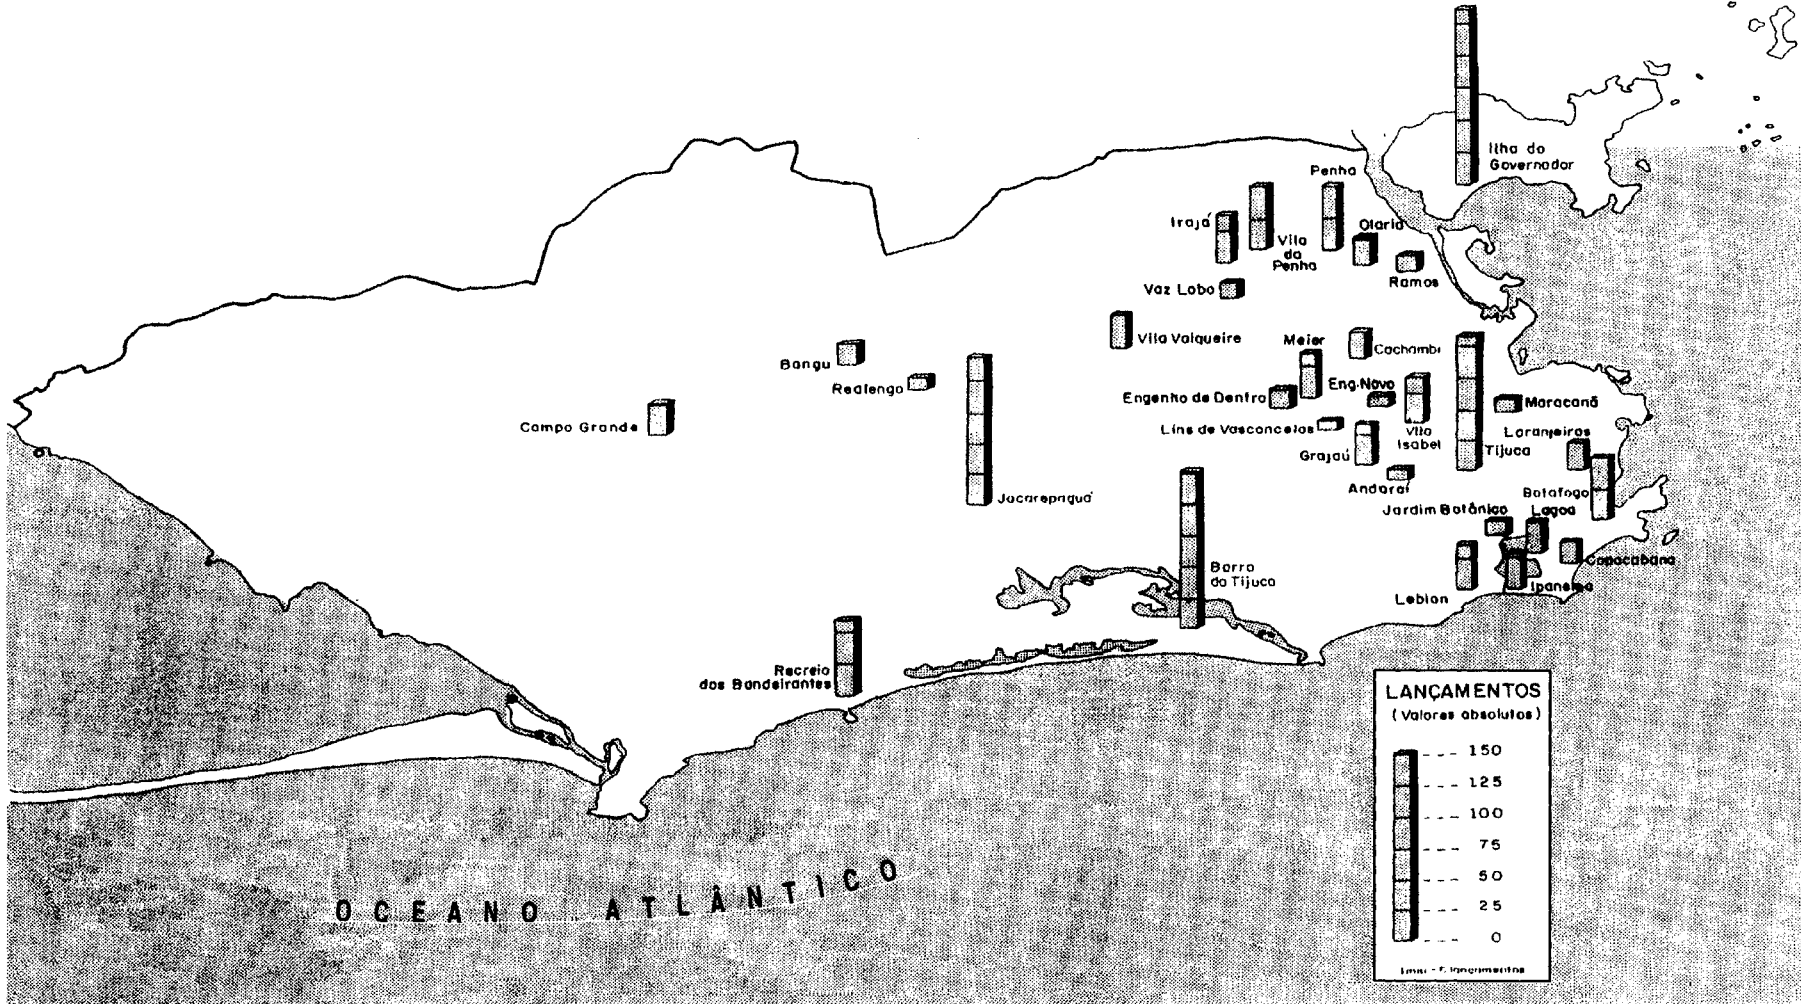 Ilha do
Governador
Penha
Irajá
Olaria
Vila
da
Penha
Ramos
Vaz Lobo
Vila Valqueire
Meier
Cachambi
Bangu
Realengo
Eng. Novo
Engenho de Dentro
Maracanã
Campo Grande
Lins de Vasconcelos
Vila
Isabel
Laranjeiras
Grajaú
Tijuca
Andaraí
Botafogo
Jacarepaguá
Jardim Botânico
Lagoa
Copacabana
Barra
da Tijuca
Ipanema
Leblon
Recreio
dos Bandeirantes
LANÇAMENTOS
(Valores absolutos)
150
125
100
75
50
25
0
OCEANO ATLÂNTICO